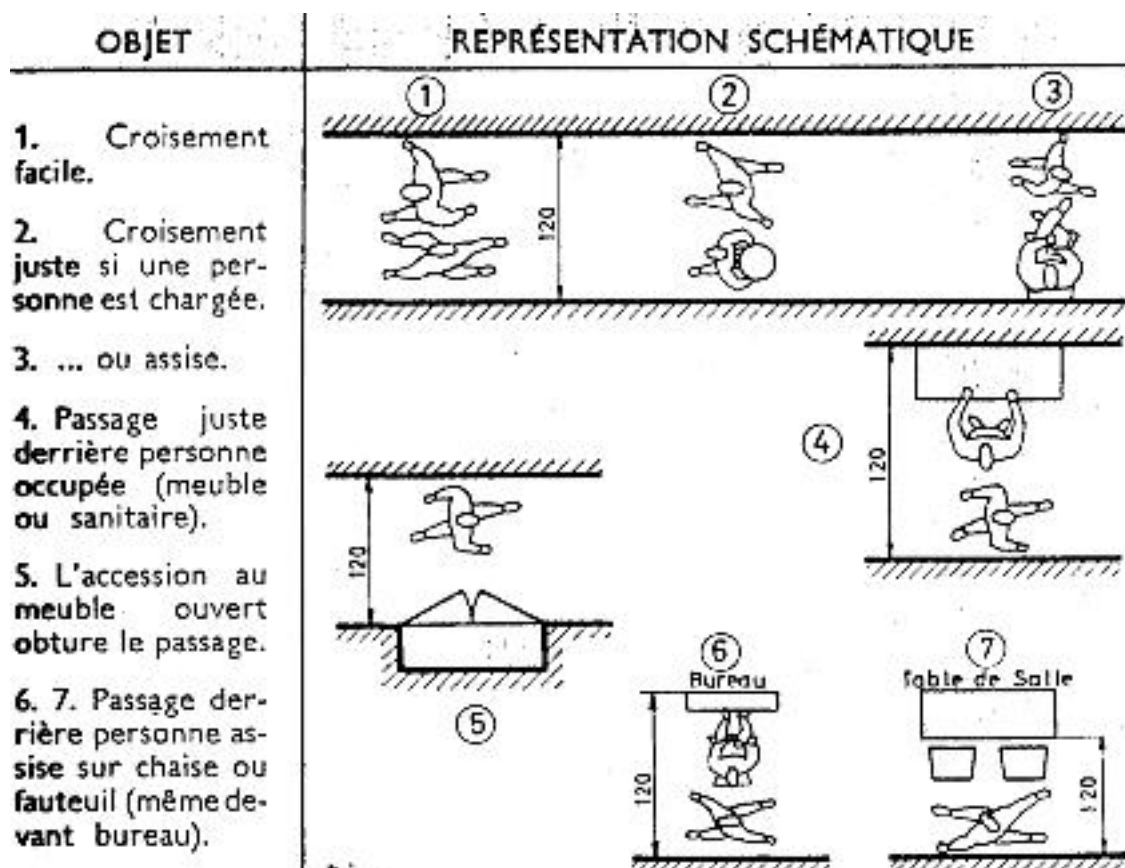 OBJET
REPRÉSENTATION SCHÉMATIQUE
1. Croisement
facile.
2. Croisement
juste si une per-
sonne est chargée.
3. ... ou assise.
4. Passage juste
derrière personne
occupée (meuble
ou sanitaire).
5. L'accession au
meuble ouvert
obture le passage.
6. 7. Passage der-
rière personne as-
sise sur chaise ou
fauteuil (même de-
vant bureau).
1
2
3
120
4
120
120
5
6
Bureau
120
7
Table de Salle
120